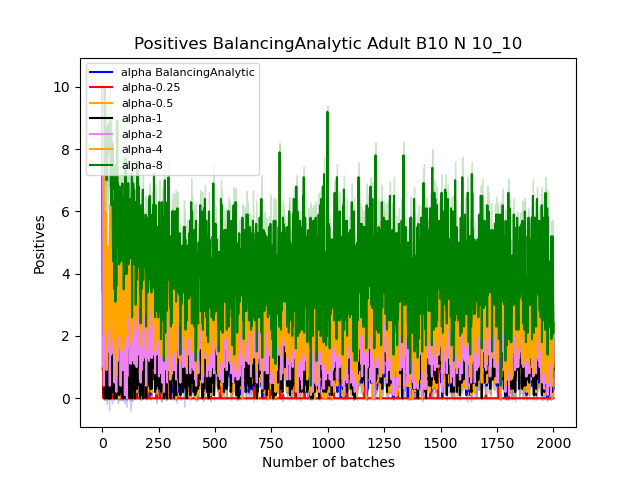 Positives BalancingAnalytic Adult B10 N 10_10
alpha BalancingAnalytic
alpha-0.25
alpha-0.5
alpha-1
alpha-2
alpha-4
alpha-8
10
8
6
4
2
0
Positives
0 250 500 750 1000 1250 1500 1750 2000
Number of batches